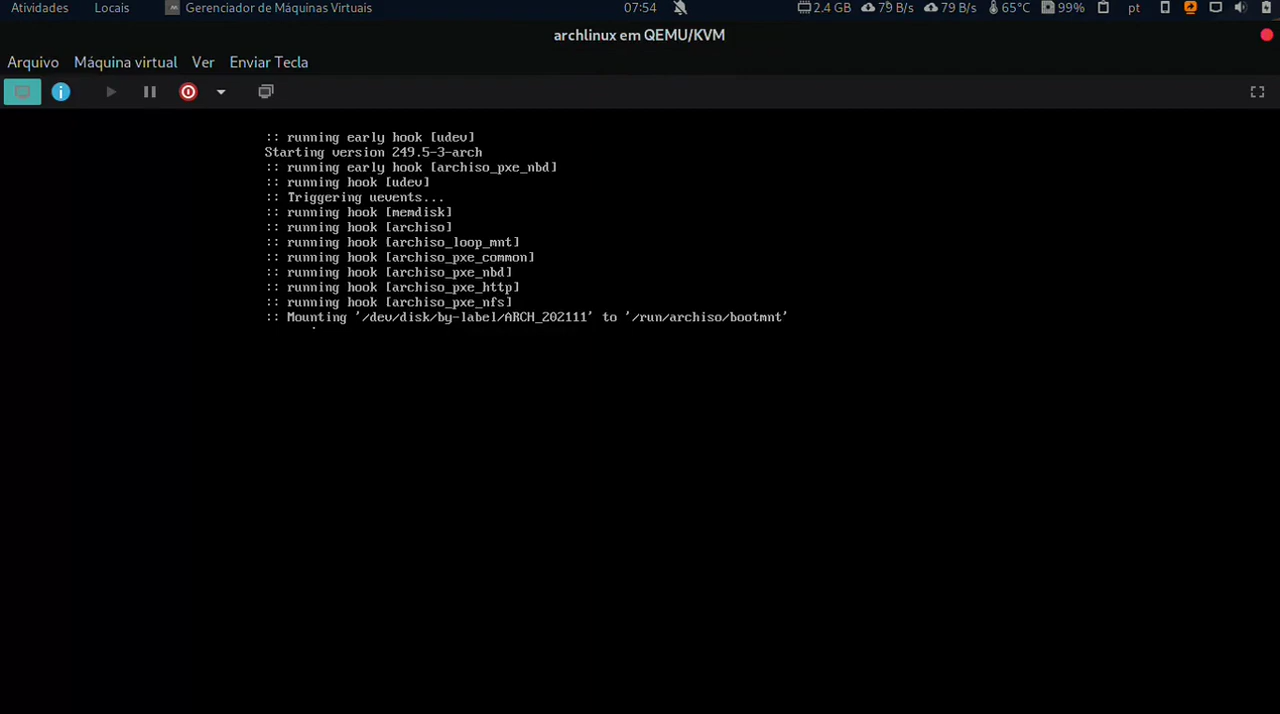 Atividades Locais Gerenciador de Máquinas Virtuais 07:54 2.4 GB 79 B/s 79 B/s 65°C 99% pt
archlinux em QEMU/KVM
Arquivo Máquina virtual Ver Enviar Tecla
:: running early hook [udev]
Starting version 249.5-3-arch
:: running early hook [archiso_pxe_nbd]
:: running hook [udev]
:: Triggering uevents...
:: running hook [memdisk]
:: running hook [archiso]
:: running hook [archiso_loop_mnt]
:: running hook [archiso_pxe_common]
:: running hook [archiso_pxe_nbd]
:: running hook [archiso_pxe_http]
:: running hook [archiso_pxe_nfs]
:: Mounting '/dev/disk/by-label/ARCH_202111' to '/run/archiso/bootmnt'